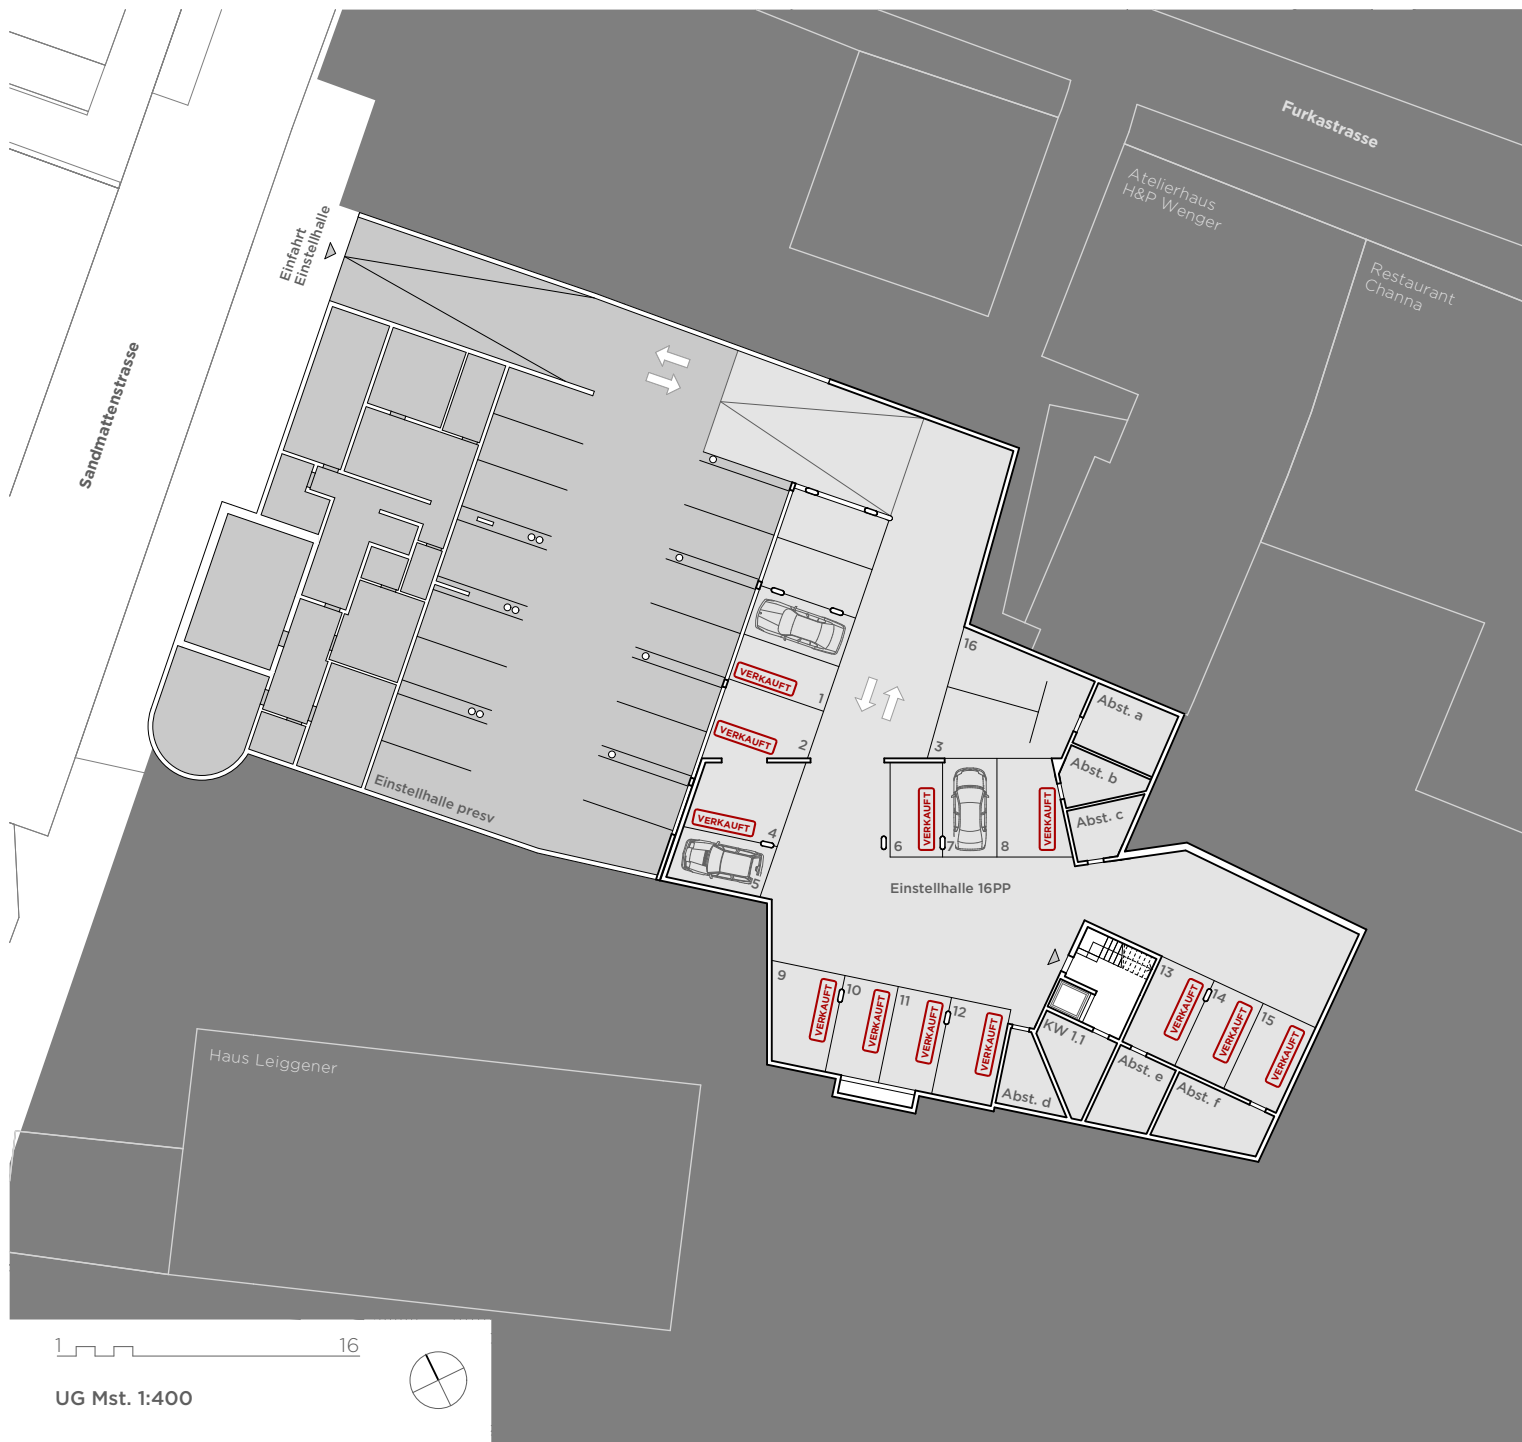 Furkastrasse
Atelierhaus
H&P Wenger
Restaurant
Channa
Einfahrt
Einstellhalle
Sandmattenstrasse
Einstellhalle presv
16
VERKAUFT
1
VERKAUFT
2
3
Abst. a
Abst. b
Abst. c
VERKAUFT
4
5
6
VERKAUFT
7
8
VERKAUFT
Einstellhalle 16PP
9
VERKAUFT
10
VERKAUFT
11
VERKAUFT
12
VERKAUFT
13
VERKAUFT
14
VERKAUFT
15
VERKAUFT
KW 1.1
Abst. d
Abst. e
Abst. f
Haus Leiggener
1
16
UG Mst. 1:400